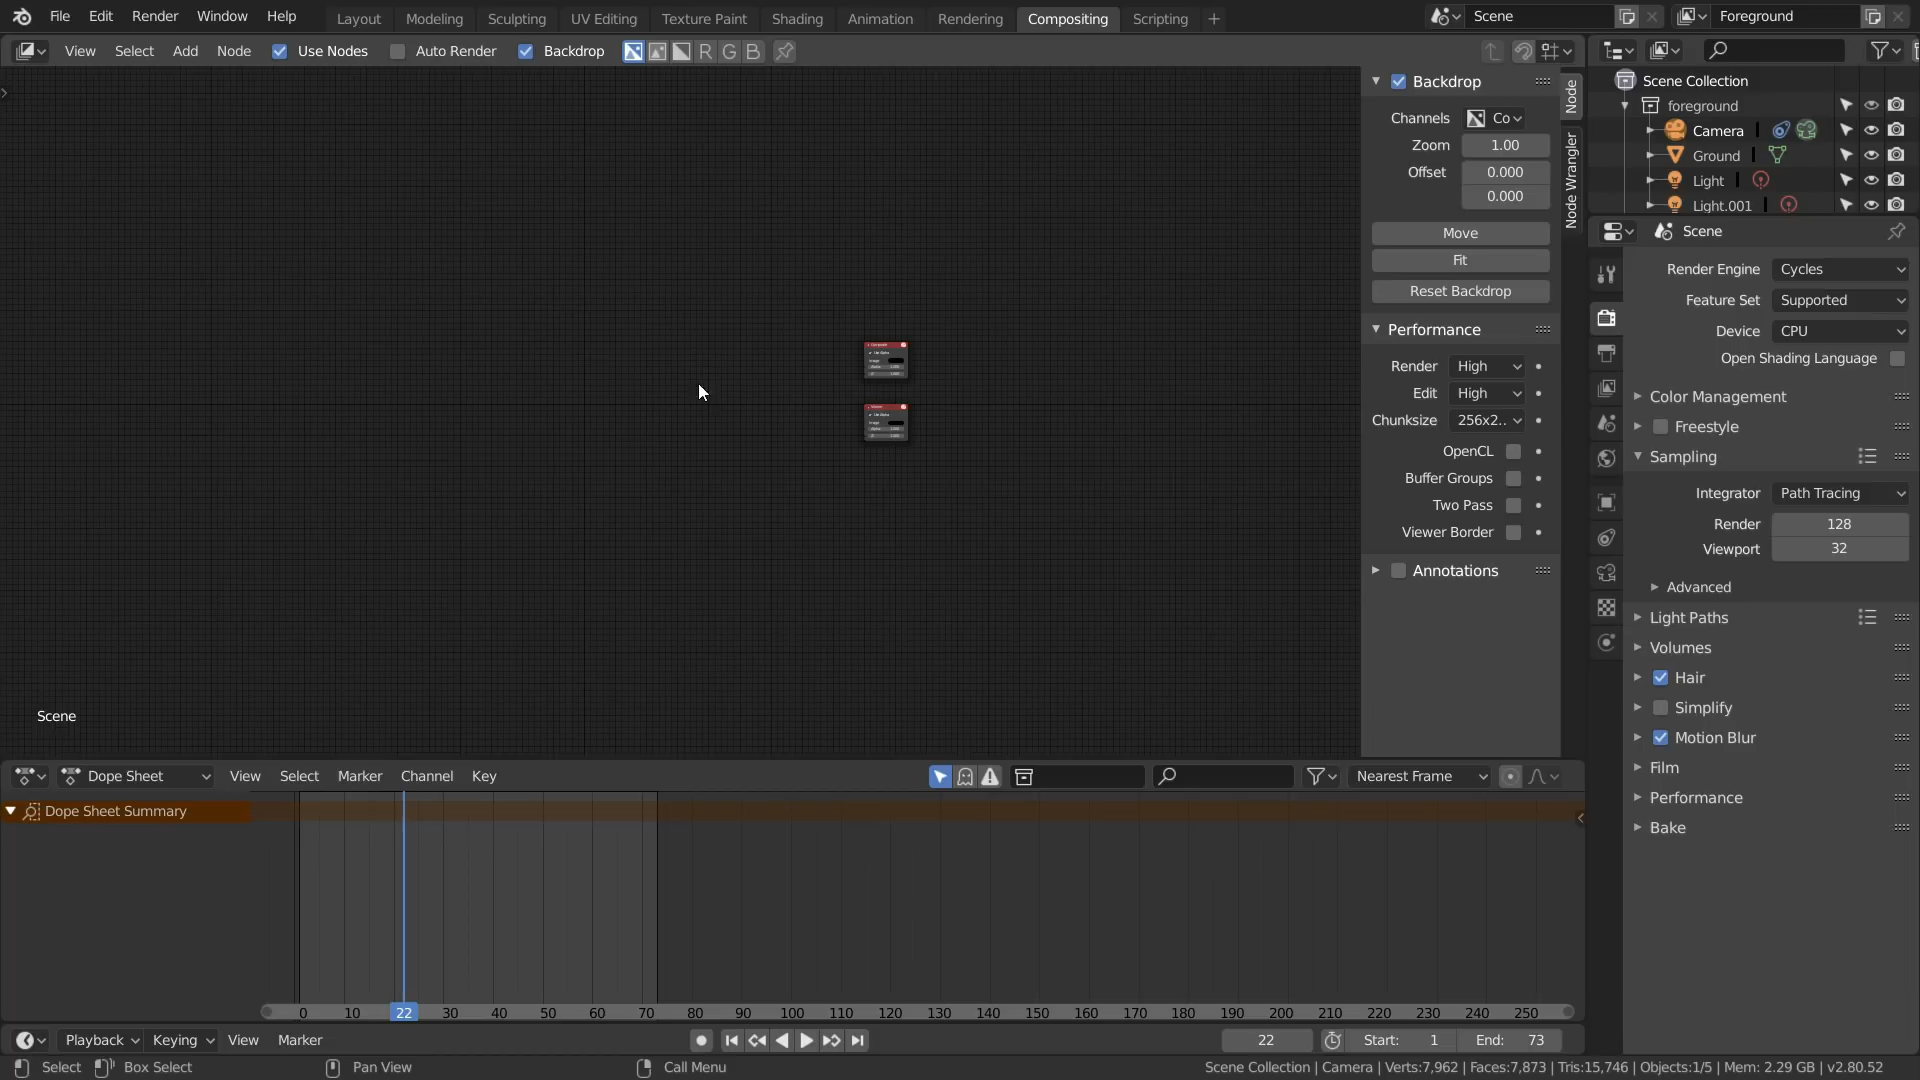 File Edit Render Window Help Layout Modeling Sculpting UV Editing Texture Paint Shading Animation Rendering Compositing Scripting + Scene Foreground
View Select Add Node Use Nodes Auto Render Backdrop R G B
Backdrop
Channels Co
Zoom 1.00
Offset 0.000
0.000
Move
Fit
Reset Backdrop
Performance
Render High
Edit High
Chunksize 256x2..
OpenCL
Buffer Groups
Two Pass
Viewer Border
Annotations
Node
Node Wrangler
Scene Collection
foreground
Camera
Ground
Light
Light.001
Scene
Render Engine Cycles
Feature Set Supported
Device CPU
Open Shading Language
Color Management
Freestyle
Sampling
Integrator Path Tracing
Render 128
Viewport 32
Advanced
Light Paths
Volumes
Hair
Simplify
Motion Blur
Film
Performance
Bake
Scene
Dope Sheet View Select Marker Channel Key Nearest Frame
Dope Sheet Summary
0 10 22 30 40 50 60 70 80 90 100 110 120 130 140 150 160 170 180 190 200 210 220 230 240 250
Playback Keying View Marker 22 Start: 1 End: 73
Select Box Select Pan View Call Menu Scene Collection | Camera | Verts:7,962 | Faces:7,873 | Tris:15,746 | Objects:1/5 | Mem: 2.29 GB | v2.80.52